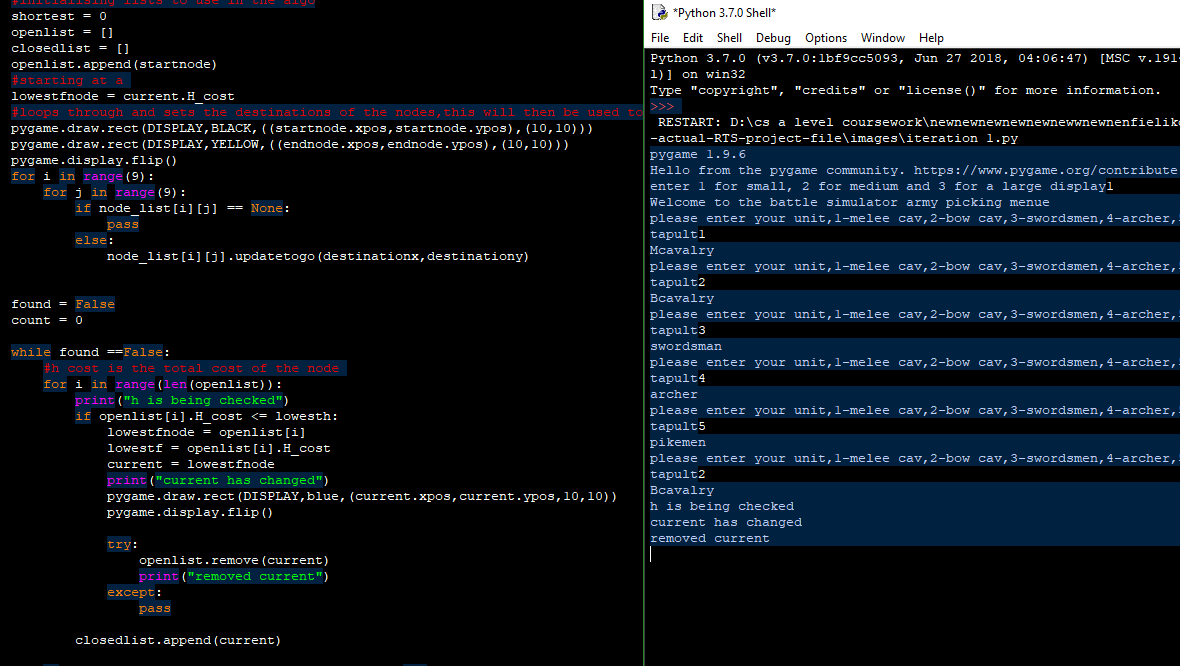 #initialising lists to use in the algo
shortest = 0
openlist = []
closedlist = []
openlist.append(startnode)
#starting at a
lowestfnode = current.H_cost
#loops through and sets the destinations of the nodes,this will then be used to
pygame.draw.rect(DISPLAY,BLACK,((startnode.xpos,startnode.ypos),(10,10)))
pygame.draw.rect(DISPLAY,YELLOW,((endnode.xpos,endnode.ypos),(10,10)))
pygame.display.flip()
for i in range(9):
    for j in range(9):
        if node_list[i][j] == None:
            pass
        else:
            node_list[i][j].updatetogo(destinationx,destinationy)
found = False
count = 0
while found ==False:
    #h cost is the total cost of the node
    for i in range(len(openlist)):
        print("h is being checked")
        if openlist[i].H_cost <= lowesth:
            lowestfnode = openlist[i]
            lowestf = openlist[i].H_cost
            current = lowestfnode
            print("current has changed")
            pygame.draw.rect(DISPLAY,blue,(current.xpos,current.ypos,10,10))
            pygame.display.flip()
            try:
                openlist.remove(current)
                print("removed current")
            except:
                pass
        closedlist.append(current)
*Python 3.7.0 Shell*
File Edit Shell Debug Options Window Help
Python 3.7.0 (v3.7.0:1bf9cc5093, Jun 27 2018, 04:06:47) [MSC v.191
l)] on win32
Type "copyright", "credits" or "license()" for more information.
>>>
RESTART: D:\cs a level coursework\newnewnewnewnewwnewnenfielik
-actual-RTS-project-file\images\iteration 1.py
pygame 1.9.6
Hello from the pygame community. https://www.pygame.org/contribute
enter 1 for small, 2 for medium and 3 for a large display1
Welcome to the battle simulator army picking menue
please enter your unit,1-melee cav,2-bow cav,3-swordsmen,4-archer,
tapult1
Mcavalry
please enter your unit,1-melee cav,2-bow cav,3-swordsmen,4-archer,
tapult2
Bcavalry
please enter your unit,1-melee cav,2-bow cav,3-swordsmen,4-archer,
tapult3
swordsman
please enter your unit,1-melee cav,2-bow cav,3-swordsmen,4-archer,
tapult4
archer
please enter your unit,1-melee cav,2-bow cav,3-swordsmen,4-archer,
tapult5
pikemen
please enter your unit,1-melee cav,2-bow cav,3-swordsmen,4-archer,
tapult2
Bcavalry
h is being checked
current has changed
removed current